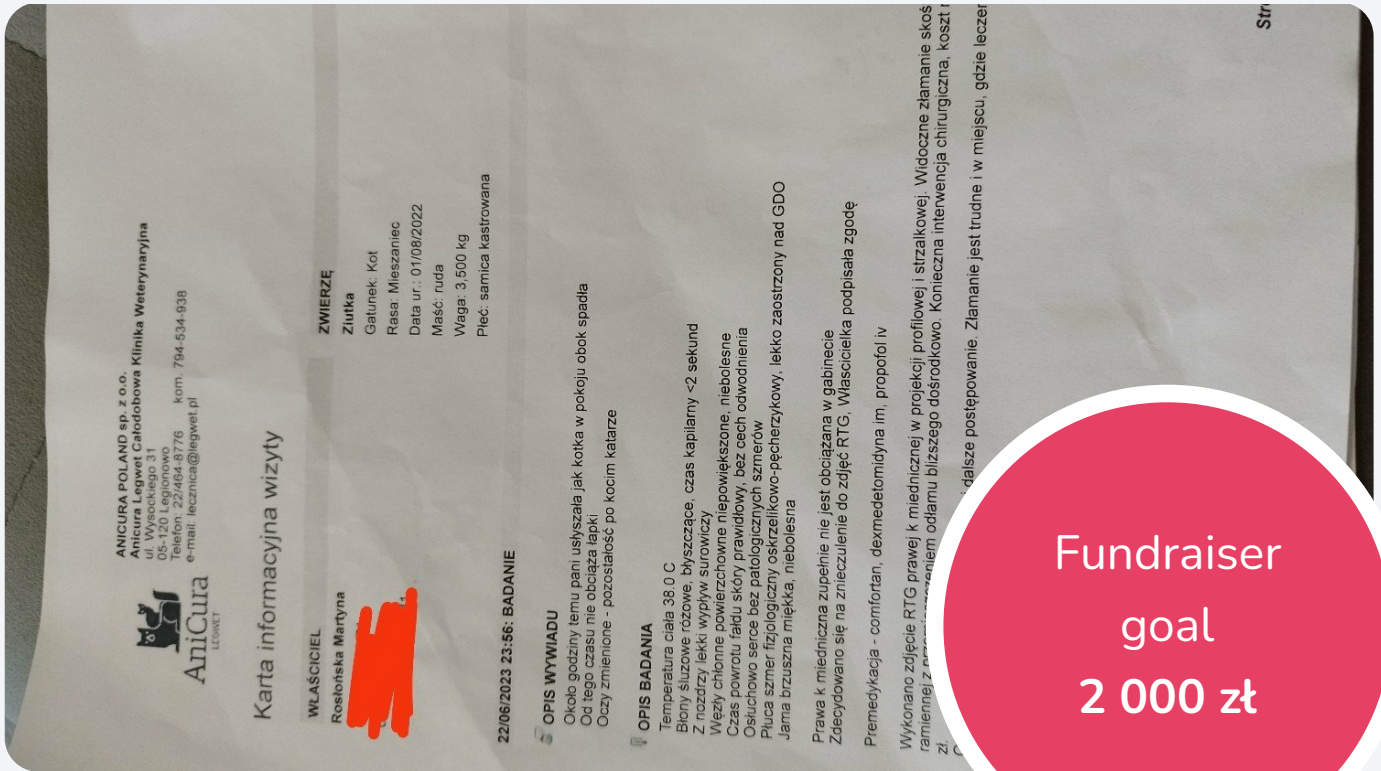 AniCura
LEGWET
ANICURA POLAND sp. z o.o.
Anicura Legwet Całodobowa Klinika Weterynaryjna
ul. Wysockiego 31
05-120 Legionowo
Telefon: 22/464-8776 kom. 794-534-938
e-mail: lecznica@legwet.pl
Karta informacyjna wizyty
WŁAŚCICIEL
Rosłońska Martyna
ZWIERZĘ
Ziutka
Gatunek: Kot
Rasa: Mieszaniec
Data ur.: 01/08/2022
Maść: ruda
Waga: 3,500 kg
Płeć: samica kastrowana
22/06/2023 23:56: BADANIE
OPIS WYWIADU
Około godziny temu pani usłyszała jak kotka w pokoju obok spadła
Od tego czasu nie obciąża łapki
Oczy zmienione - pozostałość po kocim katarze
OPIS BADANIA
Temperatura ciała 38.0 C
Błony śluzowe różowe, błyszczące, czas kapilarny <2 sekund
Z nozdrzy lekki wypływ surowiczy
Węzły chłonne powierzchowne niepowiększone, niebolesne
Czas powrotu fałdu skóry prawidłowy, bez cech odwodnienia
Osłuchowo serce bez patologicznych szmerów
Płuca szmer fizjologiczny oskrzelikowo-pęcherzykowy, lekko zaostrzony nad GDO
Jama brzuszna miękka, niebolesna
Prawa k miedniczna zupełnie nie jest obciążana w gabinecie
Zdecydowano się na znieczulenie do zdjęć RTG, Właścicielka podpisała zgodę
Premedykacja - comfortan, dexmedetomidyna im, propofol iv
Wykonano zdjęcie RTG prawej k miednicznej w projekcji profilowej i strzalkowej. Widoczne złamanie skoś
ramiennej z odłamu bliższego dośrodkowo. Konieczna interwencja chirurgiczna, koszt
zł.
dalsze postępowanie. Złamanie jest trudne i w miejscu, gdzie leczen
Str
Fundraiser
goal
2 000 zł